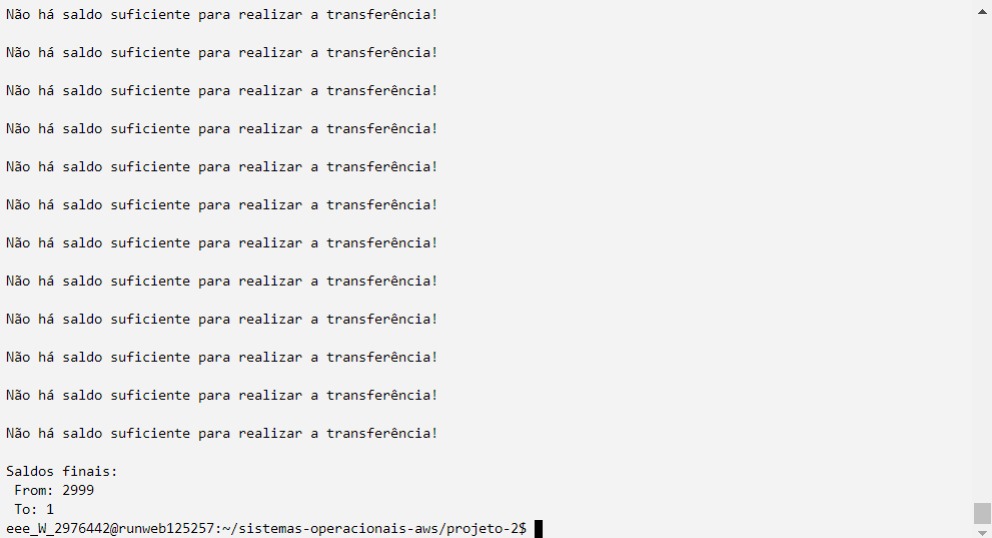 Não há saldo suficiente para realizar a transferência!
Não há saldo suficiente para realizar a transferência!
Não há saldo suficiente para realizar a transferência!
Não há saldo suficiente para realizar a transferência!
Não há saldo suficiente para realizar a transferência!
Não há saldo suficiente para realizar a transferência!
Não há saldo suficiente para realizar a transferência!
Não há saldo suficiente para realizar a transferência!
Não há saldo suficiente para realizar a transferência!
Não há saldo suficiente para realizar a transferência!
Não há saldo suficiente para realizar a transferência!
Não há saldo suficiente para realizar a transferência!
Saldos finais:
From: 2999
To: 1
eee_W_2976442@runweb125257:~/sistemas-operacionais-aws/projeto-2$